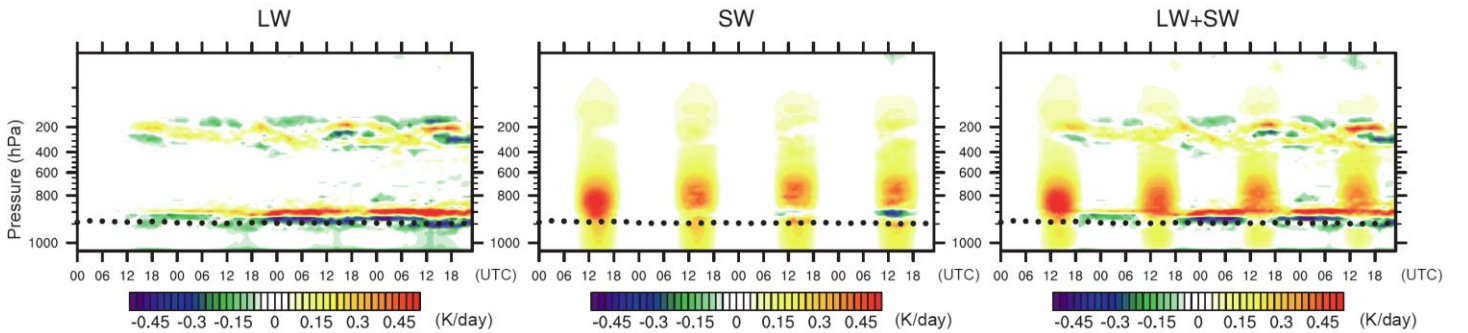 LW SW LW+SW
Pressure (hPa)
200 200 200
400 400 400
600 600 600
800 800 800
1000 1000 1000
00 06 12 18 00 06 12 18 00 06 12 18 00 06 12 18 (UTC) 00 06 12 18 00 06 12 18 00 06 12 18 00 06 12 18 (UTC) 00 06 12 18 00 06 12 18 00 06 12 18 00 06 12 18 (UTC)
-0.45 -0.3 -0.15 0 0.15 0.3 0.45 (K/day) -0.45 -0.3 -0.15 0 0.15 0.3 0.45 (K/day) -0.45 -0.3 -0.15 0 0.15 0.3 0.45 (K/day)